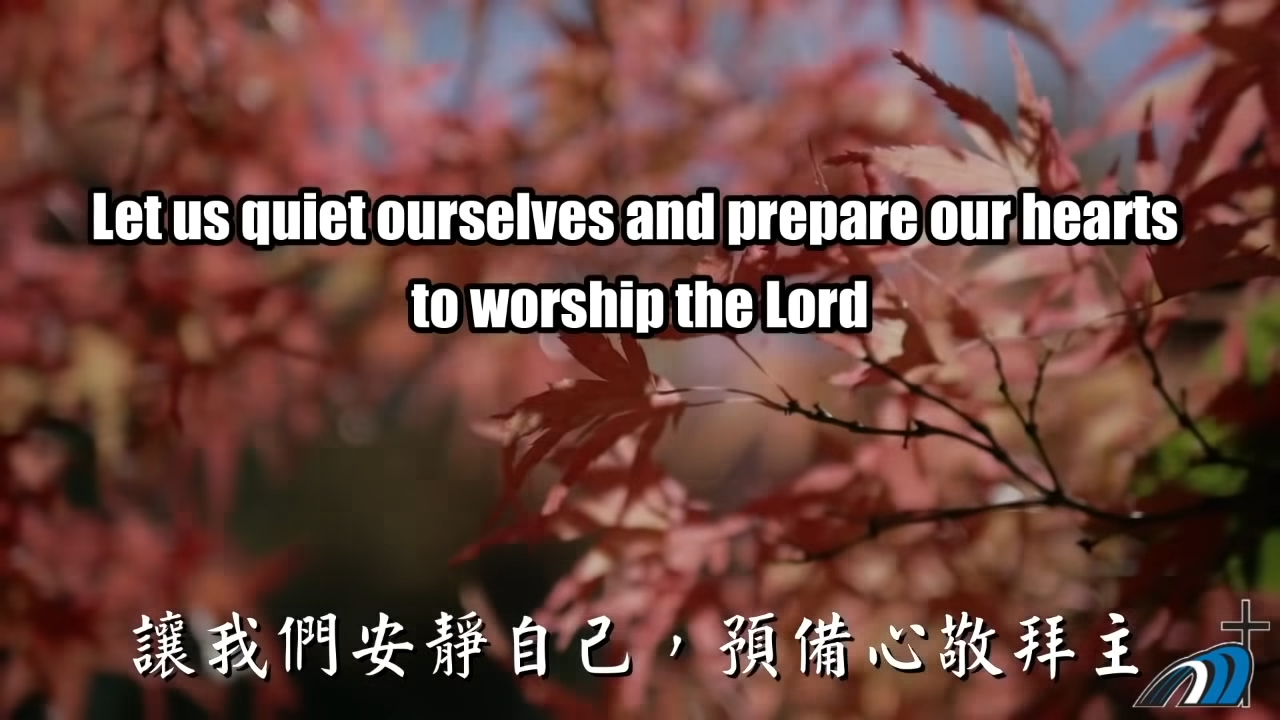 Let us quiet ourselves and prepare our hearts
to worship the Lord
讓我們安靜自己，預備心敬拜主